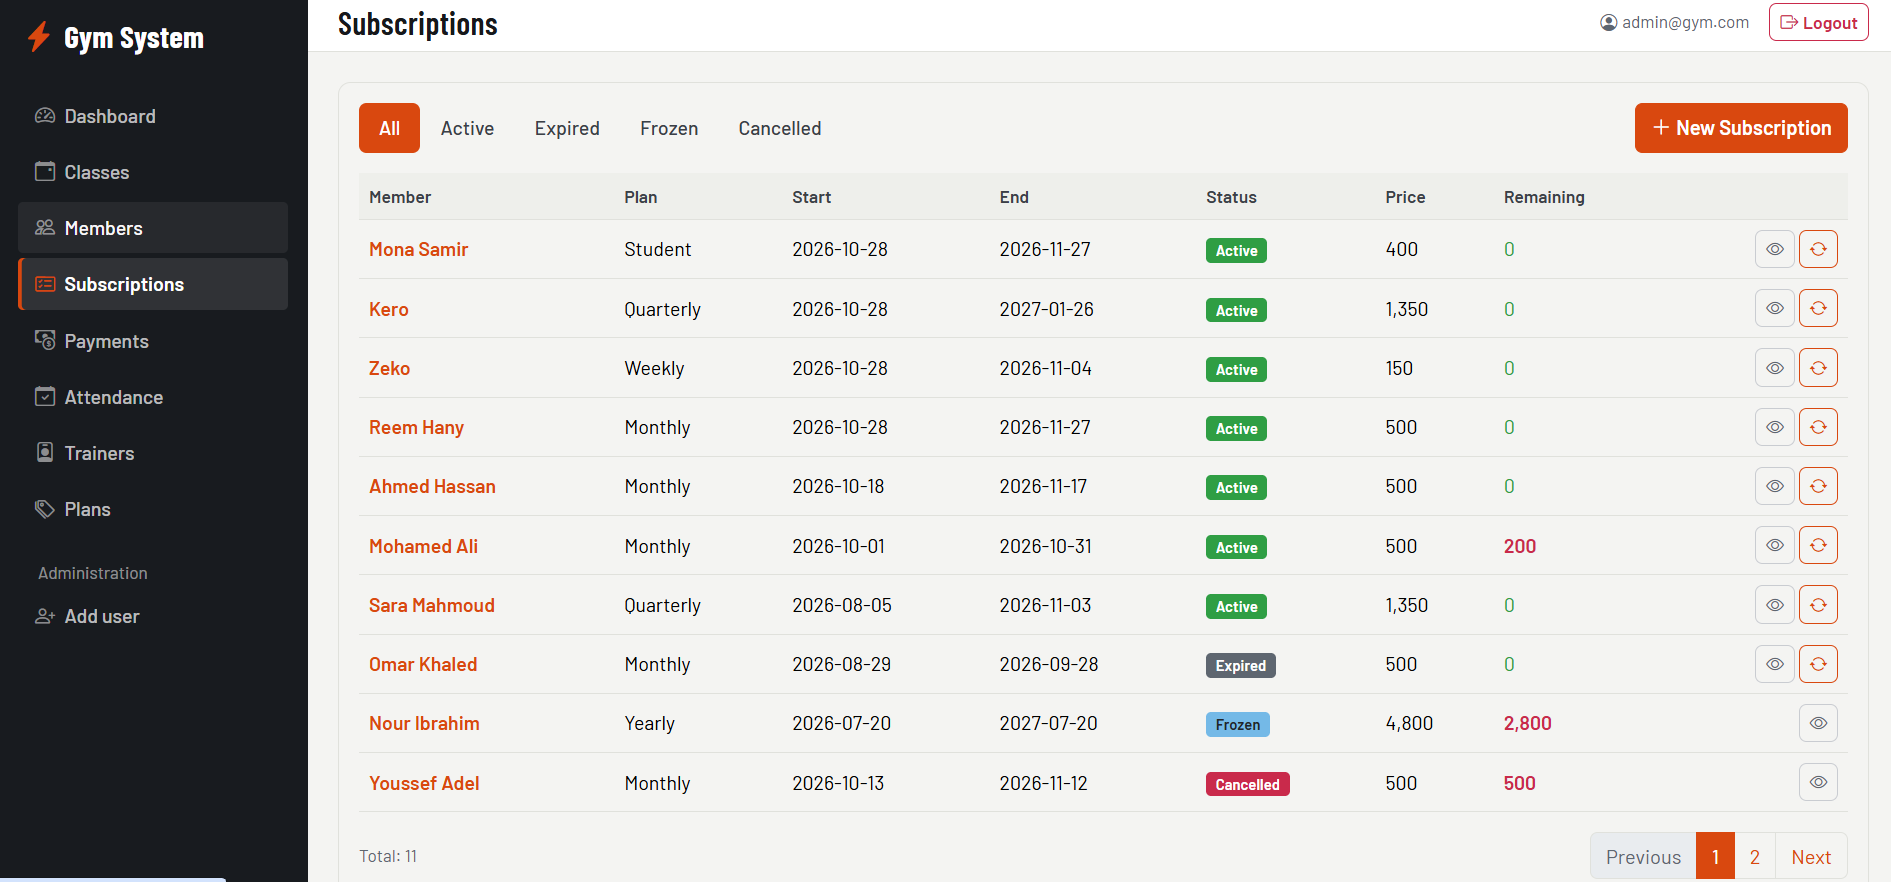 Gym System
Dashboard
Classes
Members
Subscriptions
Payments
Attendance
Trainers
Plans
Administration
Add user
Subscriptions
admin@gym.com
Logout
All Active Expired Frozen Cancelled
+ New Subscription
Member Plan Start End Status Price Remaining
Mona Samir Student 2026-10-28 2026-11-27 Active 400 0
Kero Quarterly 2026-10-28 2027-01-26 Active 1,350 0
Zeko Weekly 2026-10-28 2026-11-04 Active 150 0
Reem Hany Monthly 2026-10-28 2026-11-27 Active 500 0
Ahmed Hassan Monthly 2026-10-18 2026-11-17 Active 500 0
Mohamed Ali Monthly 2026-10-01 2026-10-31 Active 500 200
Sara Mahmoud Quarterly 2026-08-05 2026-11-03 Active 1,350 0
Omar Khaled Monthly 2026-08-29 2026-09-28 Expired 500 0
Nour Ibrahim Yearly 2026-07-20 2027-07-20 Frozen 4,800 2,800
Youssef Adel Monthly 2026-10-13 2026-11-12 Cancelled 500 500
Total: 11
Previous 1 2 Next